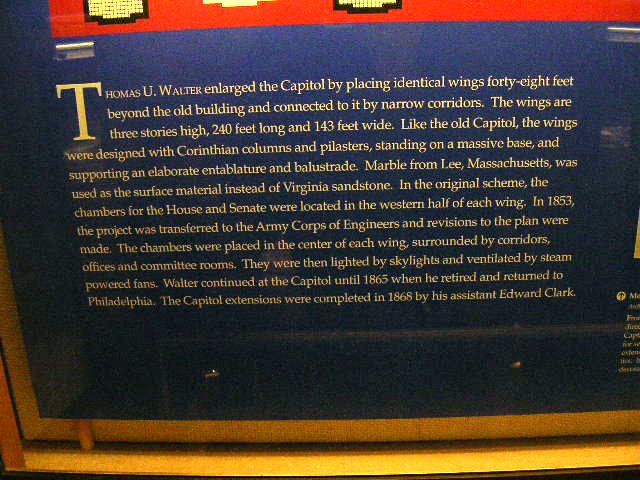 THOMAS U. WALTER enlarged the Capitol by placing identical wings forty-eight feet
beyond the old building and connected to it by narrow corridors. The wings are
three stories high, 240 feet long and 143 feet wide. Like the old Capitol, the wings
were designed with Corinthian columns and pilasters, standing on a massive base, and
supporting an elaborate entablature and balustrade. Marble from Lee, Massachusetts, was
used as the surface material instead of Virginia sandstone. In the original scheme, the
chambers for the House and Senate were located in the western half of each wing. In 1853,
the project was transferred to the Army Corps of Engineers and revisions to the plan were
made. The chambers were placed in the center of each wing, surrounded by corridors,
offices and committee rooms. They were then lighted by skylights and ventilated by steam
powered fans. Walter continued at the Capitol until 1865 when he retired and returned to
Philadelphia. The Capitol extensions were completed in 1868 by his assistant Edward Clark.